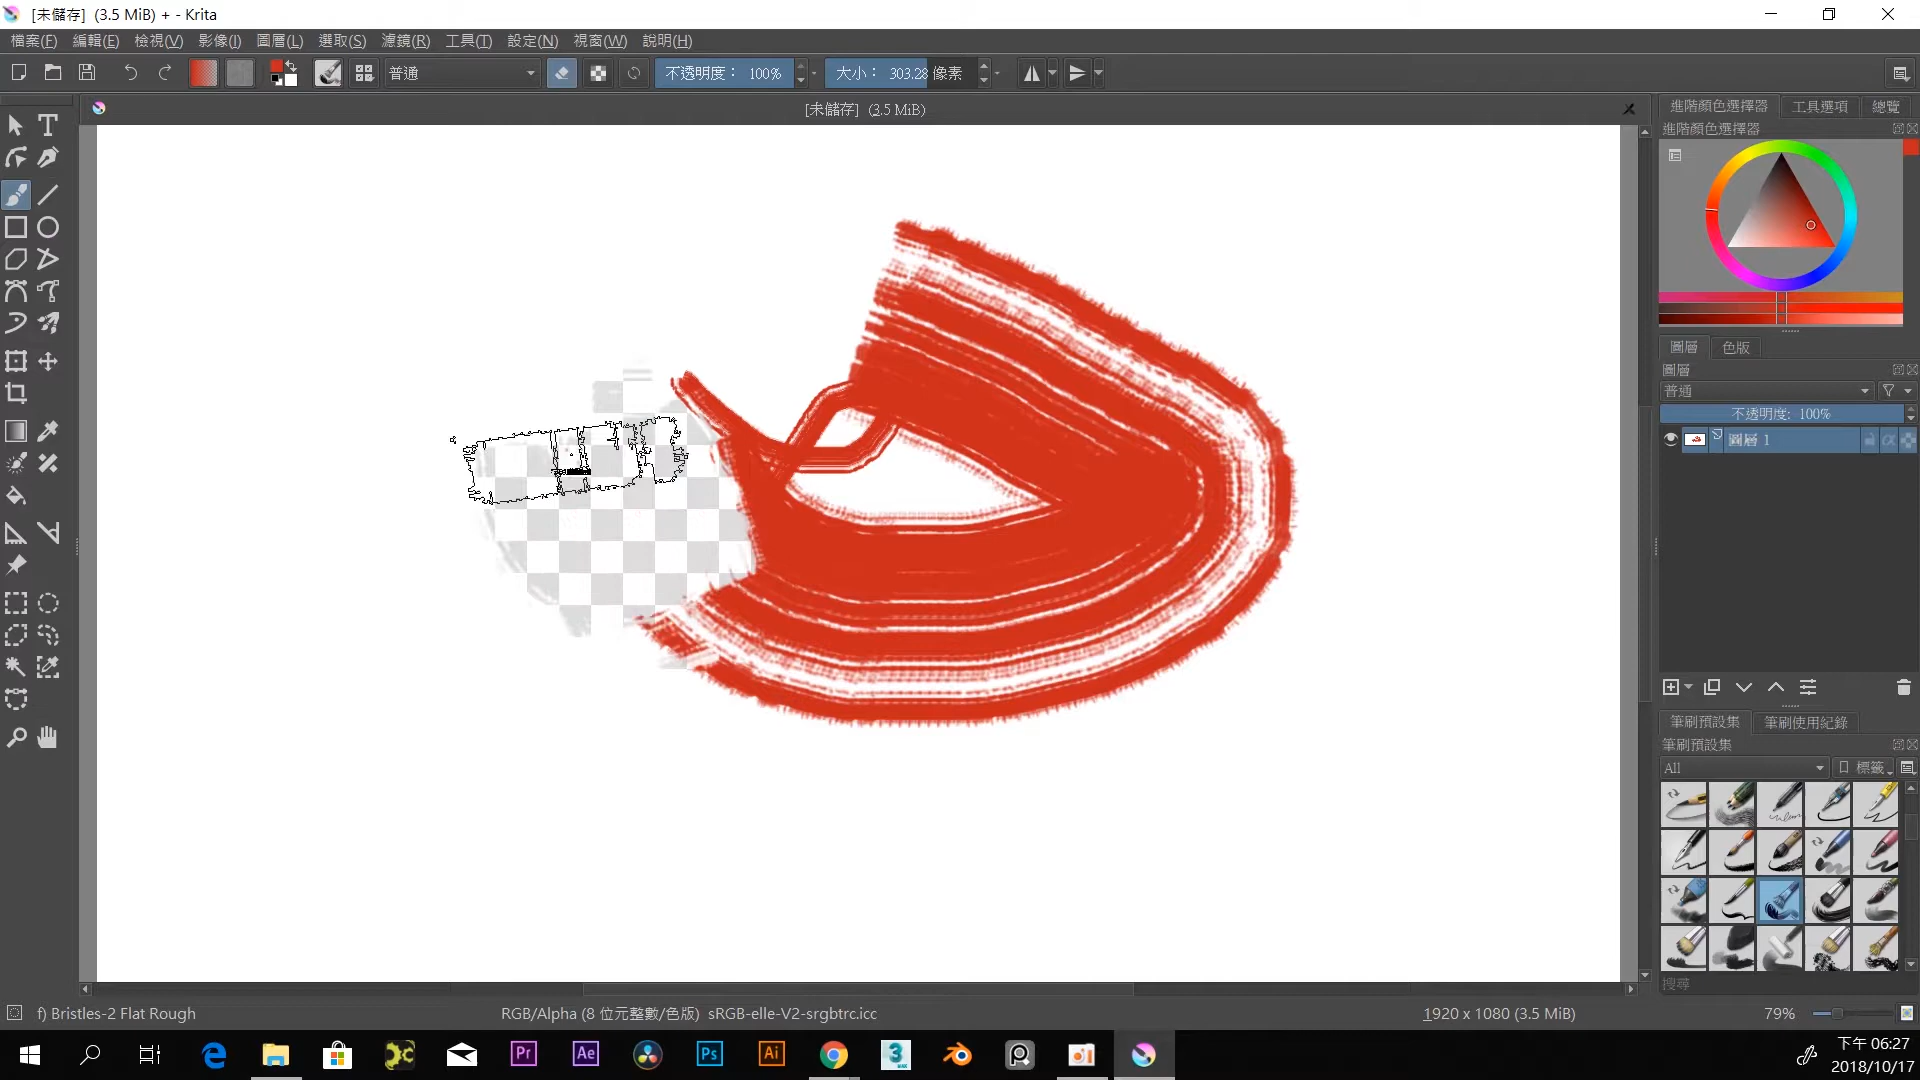 [未儲存] (3.5 MiB) + - Krita
檔案(F) 編輯(E) 檢視(V) 影像(I) 圖層(L) 選取(S) 濾鏡(R) 工具(T) 設定(N) 視窗(W) 說明(H)
普通 不透明度： 100% 大小： 303.28 像素
[未儲存] (3.5 MiB)
進階顏色選擇器 工具選項 總覽
進階顏色選擇器
圖層 色版
圖層
普通
不透明度: 100%
圖層 1
筆刷預設集 筆刷使用紀錄
筆刷預設集
All 標籤
搜尋
f) Bristles-2 Flat Rough RGB/Alpha (8 位元整數/色版) sRGB-elle-V2-srgbtrc.icc 1920 x 1080 (3.5 MiB) 79%
Pr Ae Ps Ai 3
下午 06:27
2018/10/17